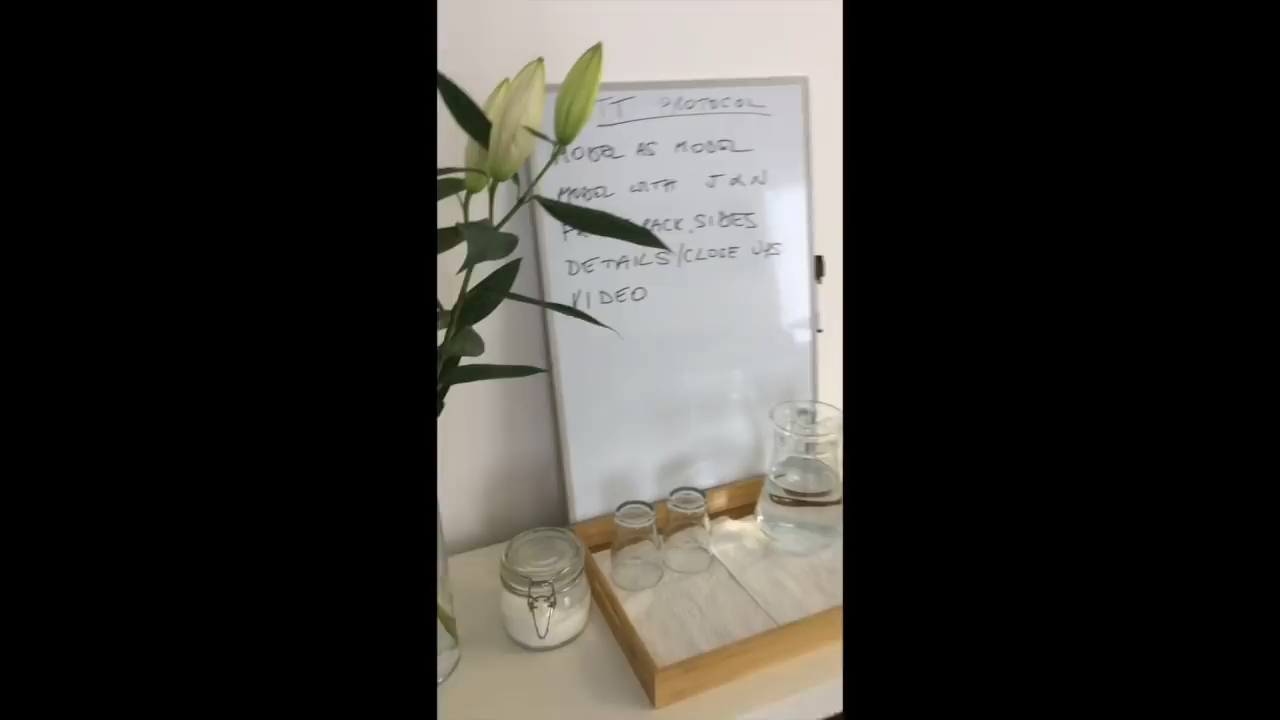 TT PROTOCOL
MODEL AS MODEL
MODEL WITH J & N
BACK, SIDES
DETAILS/CLOSE UPS
VIDEO